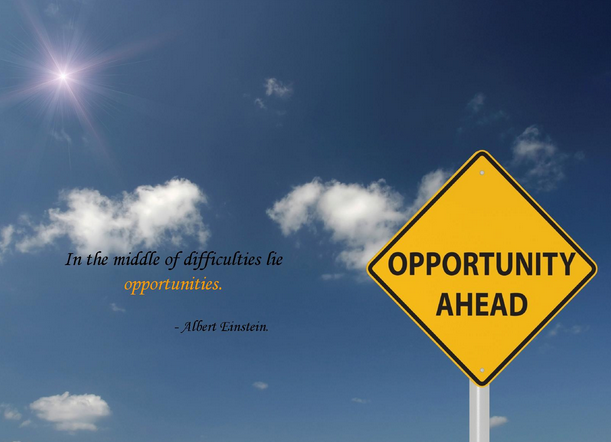 In the middle of difficulties lie
opportunities.
- Albert Einstein.
OPPORTUNITY
AHEAD